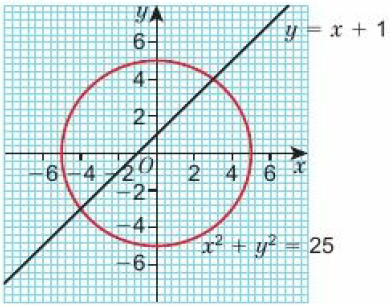 y
y = x + 1
6
4
2
O
-6 -4 -2 2 4 6 x
-2
-4
x² + y² = 25
-6